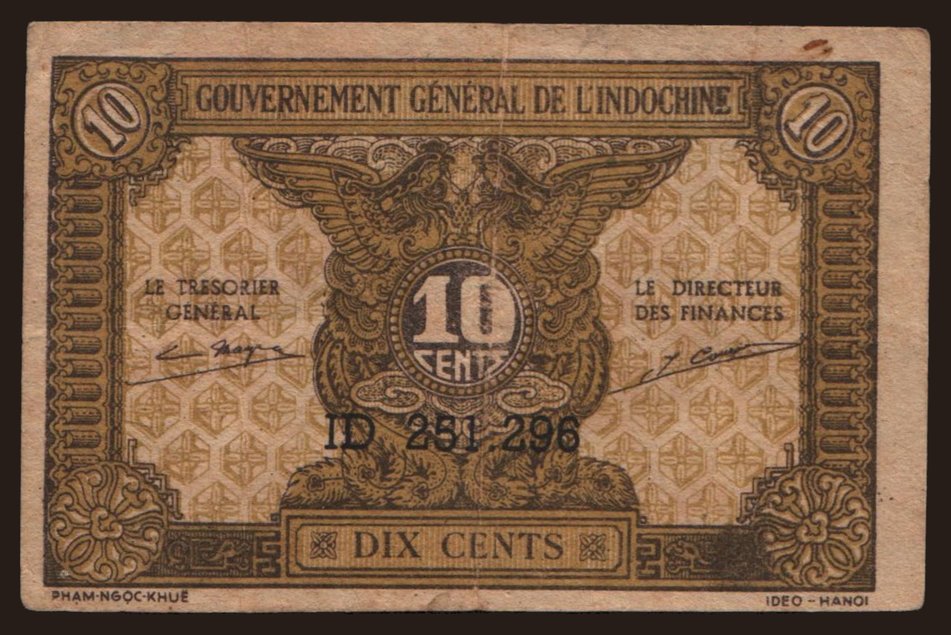 10 GOUVERNEMENT GÉNÉRAL DE L'INDOCHINE 10
LE TRESORIER
GÉNÉRAL
10
CENTS
LE DIRECTEUR
DES FINANCES
ID 251.296
DIX CENTS
PHAM-NGỌC-KHUÊ
IDEO - HANOI